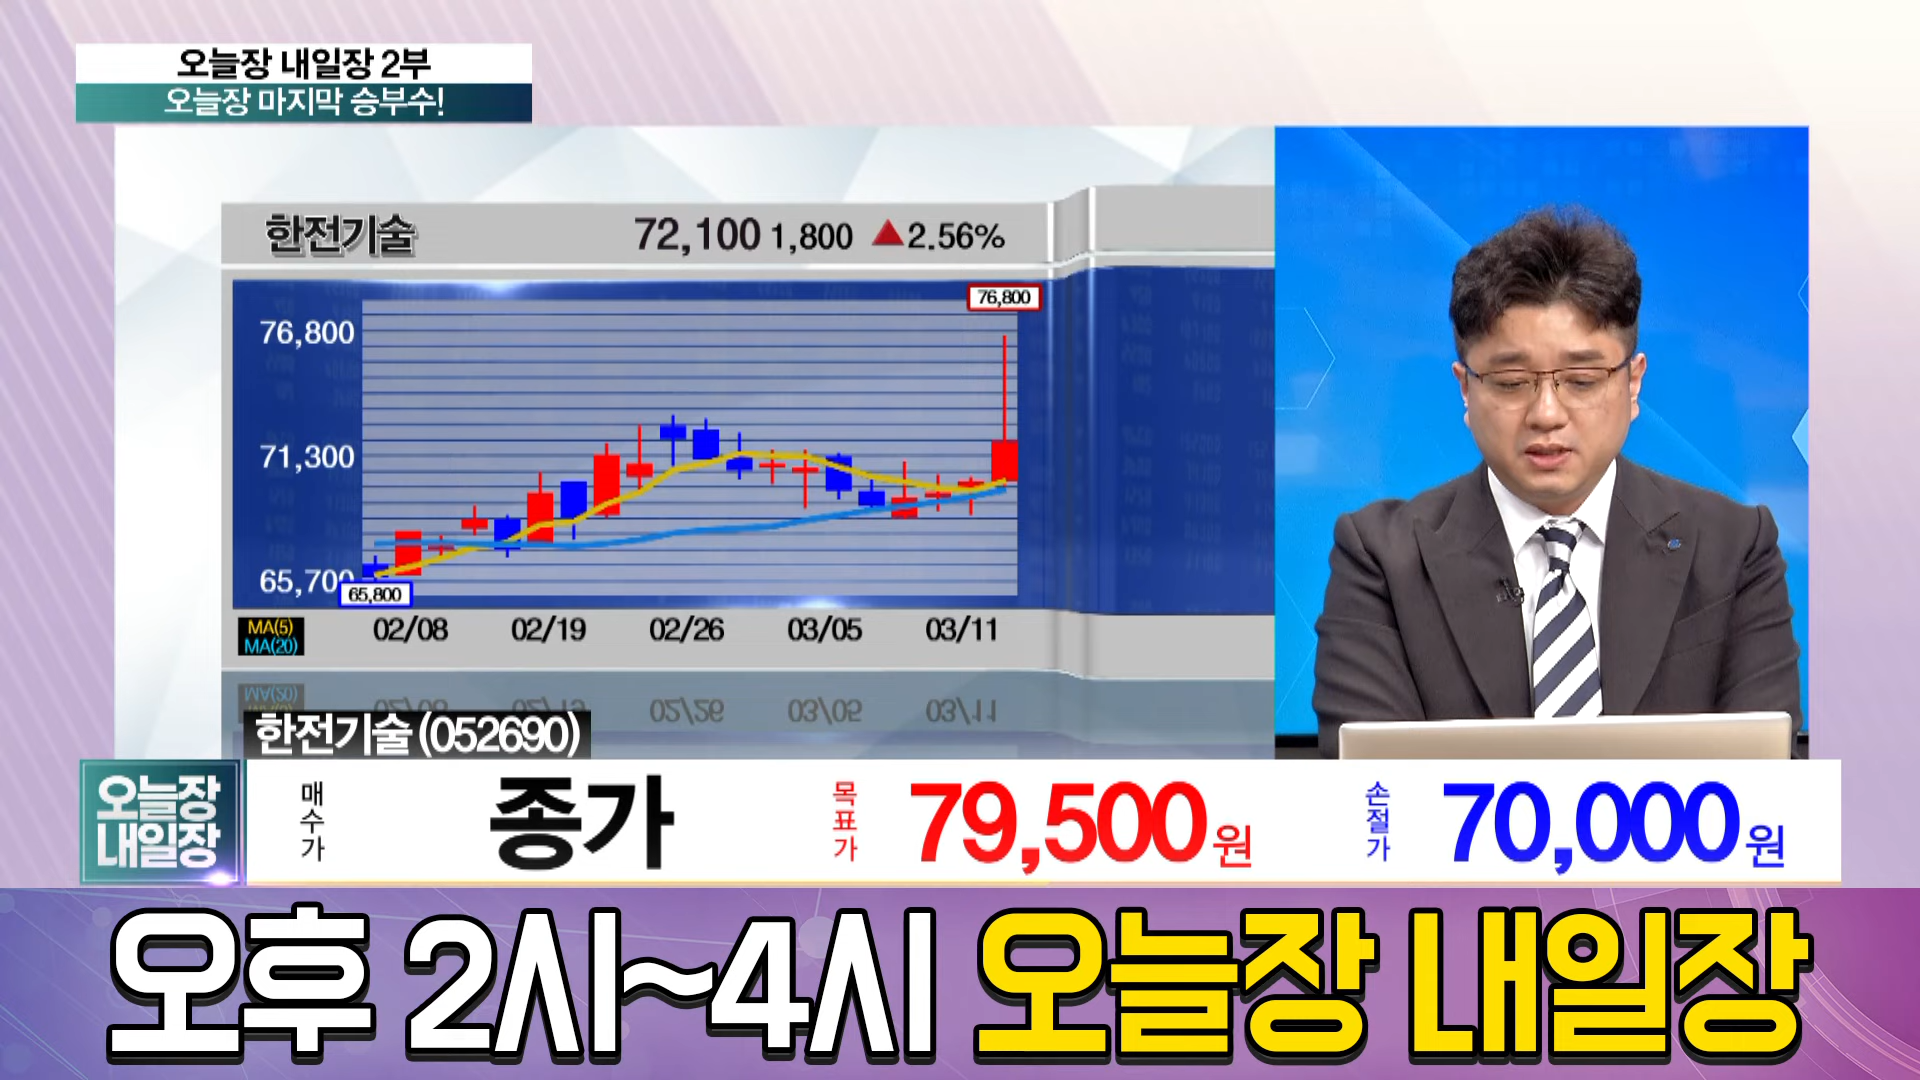 오늘장 내일장 2부
오늘장 마지막 승부수!
한전기술 72,100 1,800 ▲2.56%
76,800
76,800
71,300
65,700
65,800
MA(5)
MA(20)
02/08 02/19 02/26 03/05 03/11
한전기술(052690)
오늘장
내일장
매수가 종가 목표가 79,500원 손절가 70,000원
오후 2시~4시 오늘장 내일장